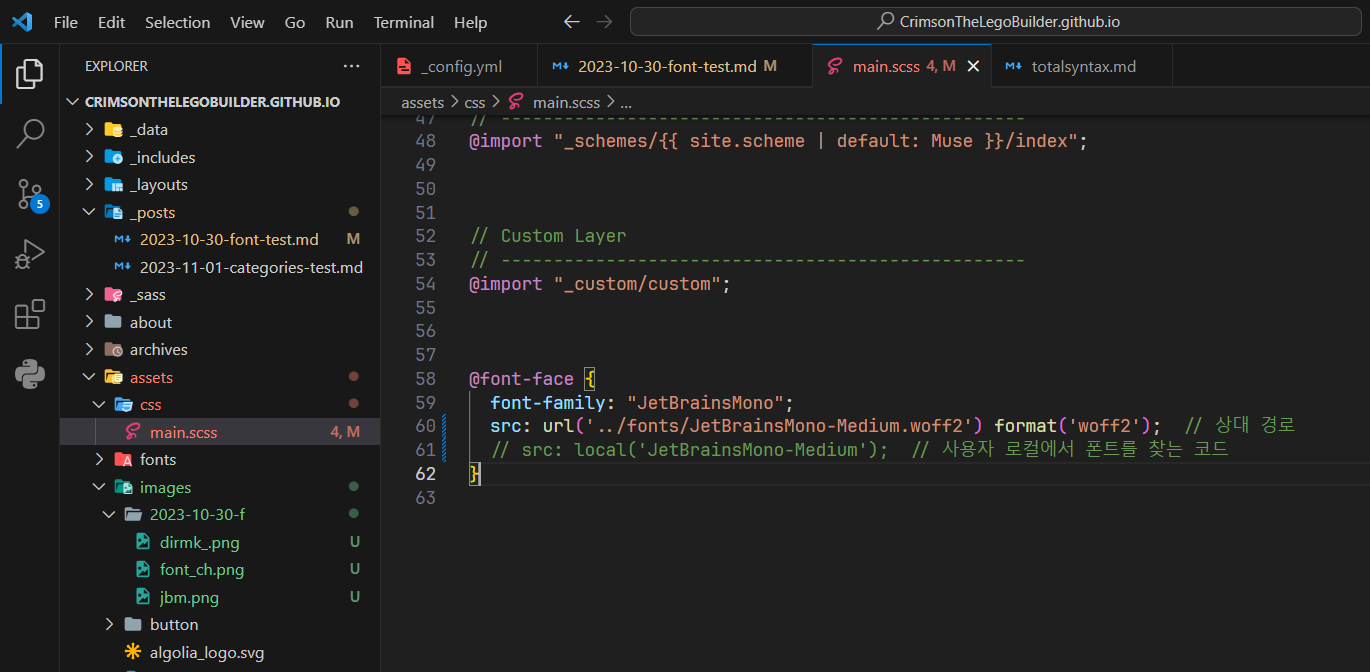 File Edit Selection View Go Run Terminal Help
CrimsonTheLegoBuilder.github.io
EXPLORER ...
CRIMSONTHELEGOBUILDER.GITHUB.IO
_data
_includes
_layouts
_posts
2023-10-30-font-test.md M
2023-11-01-categories-test.md
_sass
about
archives
assets
css
main.scss 4, M
fonts
images
2023-10-30-f
dirmk_.png U
font_ch.png U
jbm.png U
button
algolia_logo.svg
5
_config.yml
2023-10-30-font-test.md M
main.scss 4, M
totalsyntax.md
assets > css > main.scss > ...
47 // --------------------------------------------------
48 @import "_schemes/{{ site.scheme | default: Muse }}/index";
49
50
51
52 // Custom Layer
53 // --------------------------------------------------
54 @import "_custom/custom";
55
56
57
58 @font-face {
59 font-family: "JetBrainsMono";
60 src: url('../fonts/JetBrainsMono-Medium.woff2') format('woff2'); // 상대 경로
61 // src: local('JetBrainsMono-Medium'); // 사용자 로컬에서 폰트를 찾는 코드
62 }
63